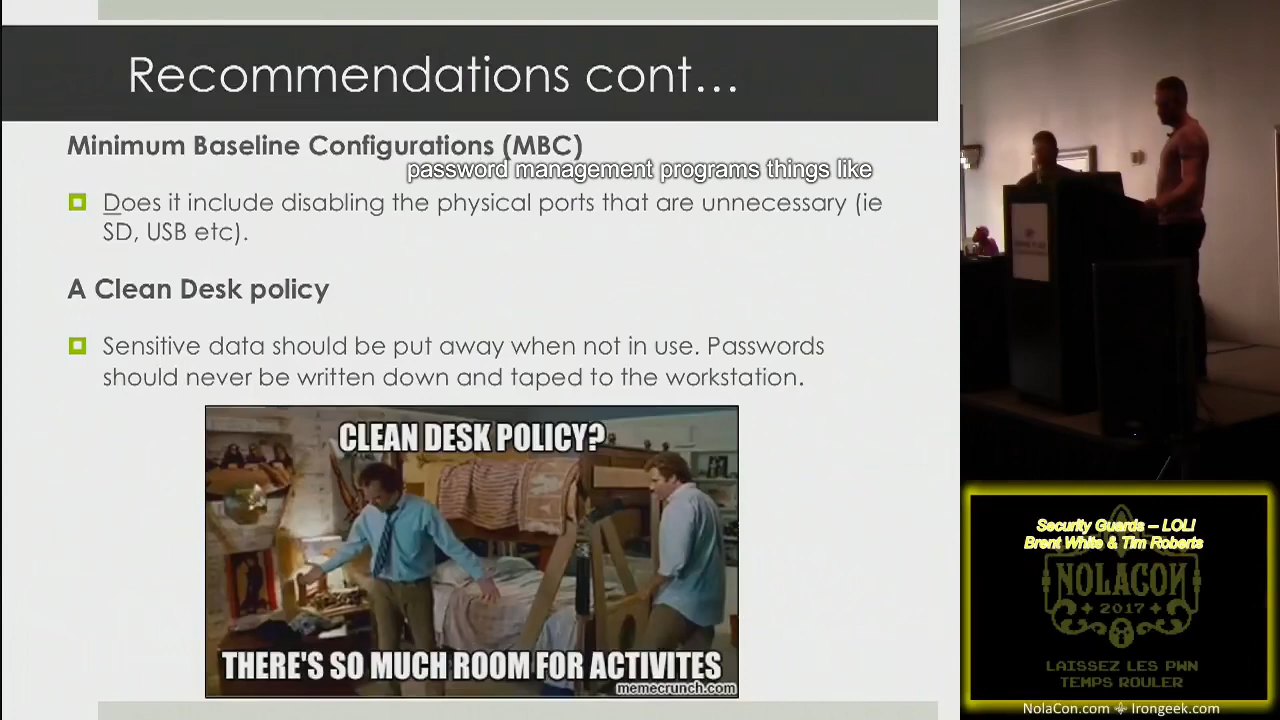 Recommendations cont...
Minimum Baseline Configurations (MBC)
password management programs things like
Does it include disabling the physical ports that are unnecessary (ie
SD, USB etc).
A Clean Desk policy
Sensitive data should be put away when not in use. Passwords
should never be written down and taped to the workstation.
CLEAN DESK POLICY?
THERE'S SO MUCH ROOM FOR ACTIVITES
memecrunch.com
Security Guards -- LOL!
Brent White & Tim Roberts
NOLACON
2017
LAISSEZ LES PWN
TEMPS ROULER
NolaCon.com Irongeek.com